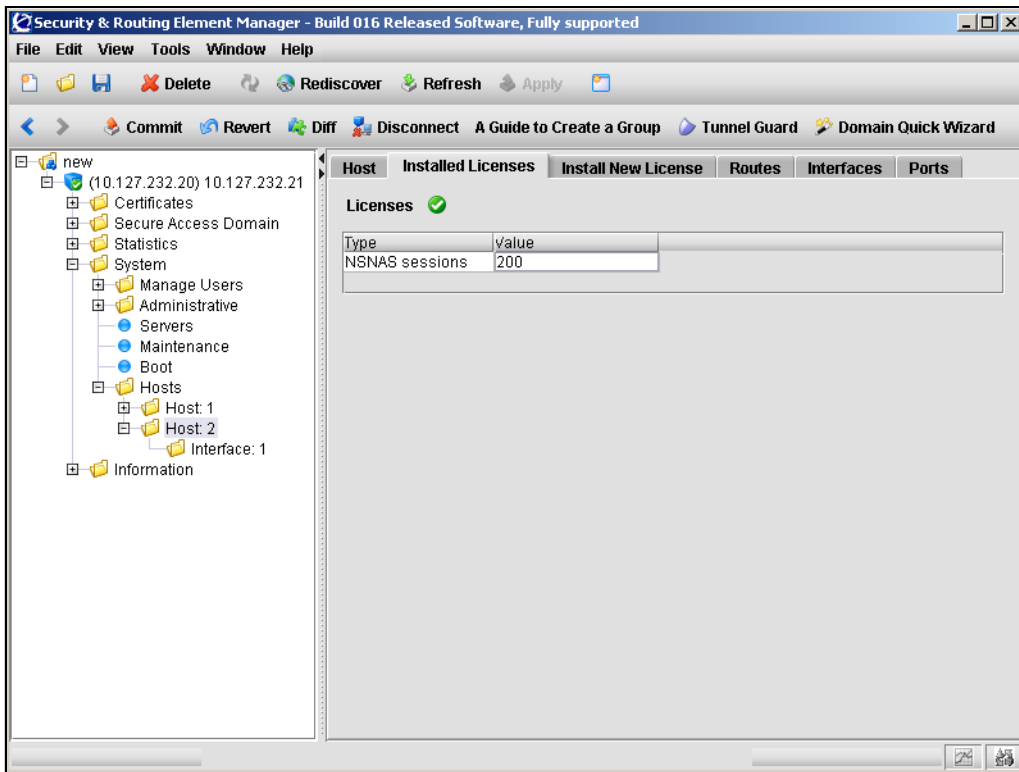 Security & Routing Element Manager - Build 016 Released Software, Fully supported
File Edit View Tools Window Help
Delete Rediscover Refresh Apply
Commit Revert Diff Disconnect A Guide to Create a Group Tunnel Guard Domain Quick Wizard
new
(10.127.232.20) 10.127.232.21
Certificates
Secure Access Domain
Statistics
System
Manage Users
Administrative
Servers
Maintenance
Boot
Hosts
Host: 1
Host: 2
Interface: 1
Information
Host Installed Licenses Install New License Routes Interfaces Ports
Licenses
Type Value
NSNAS sessions 200